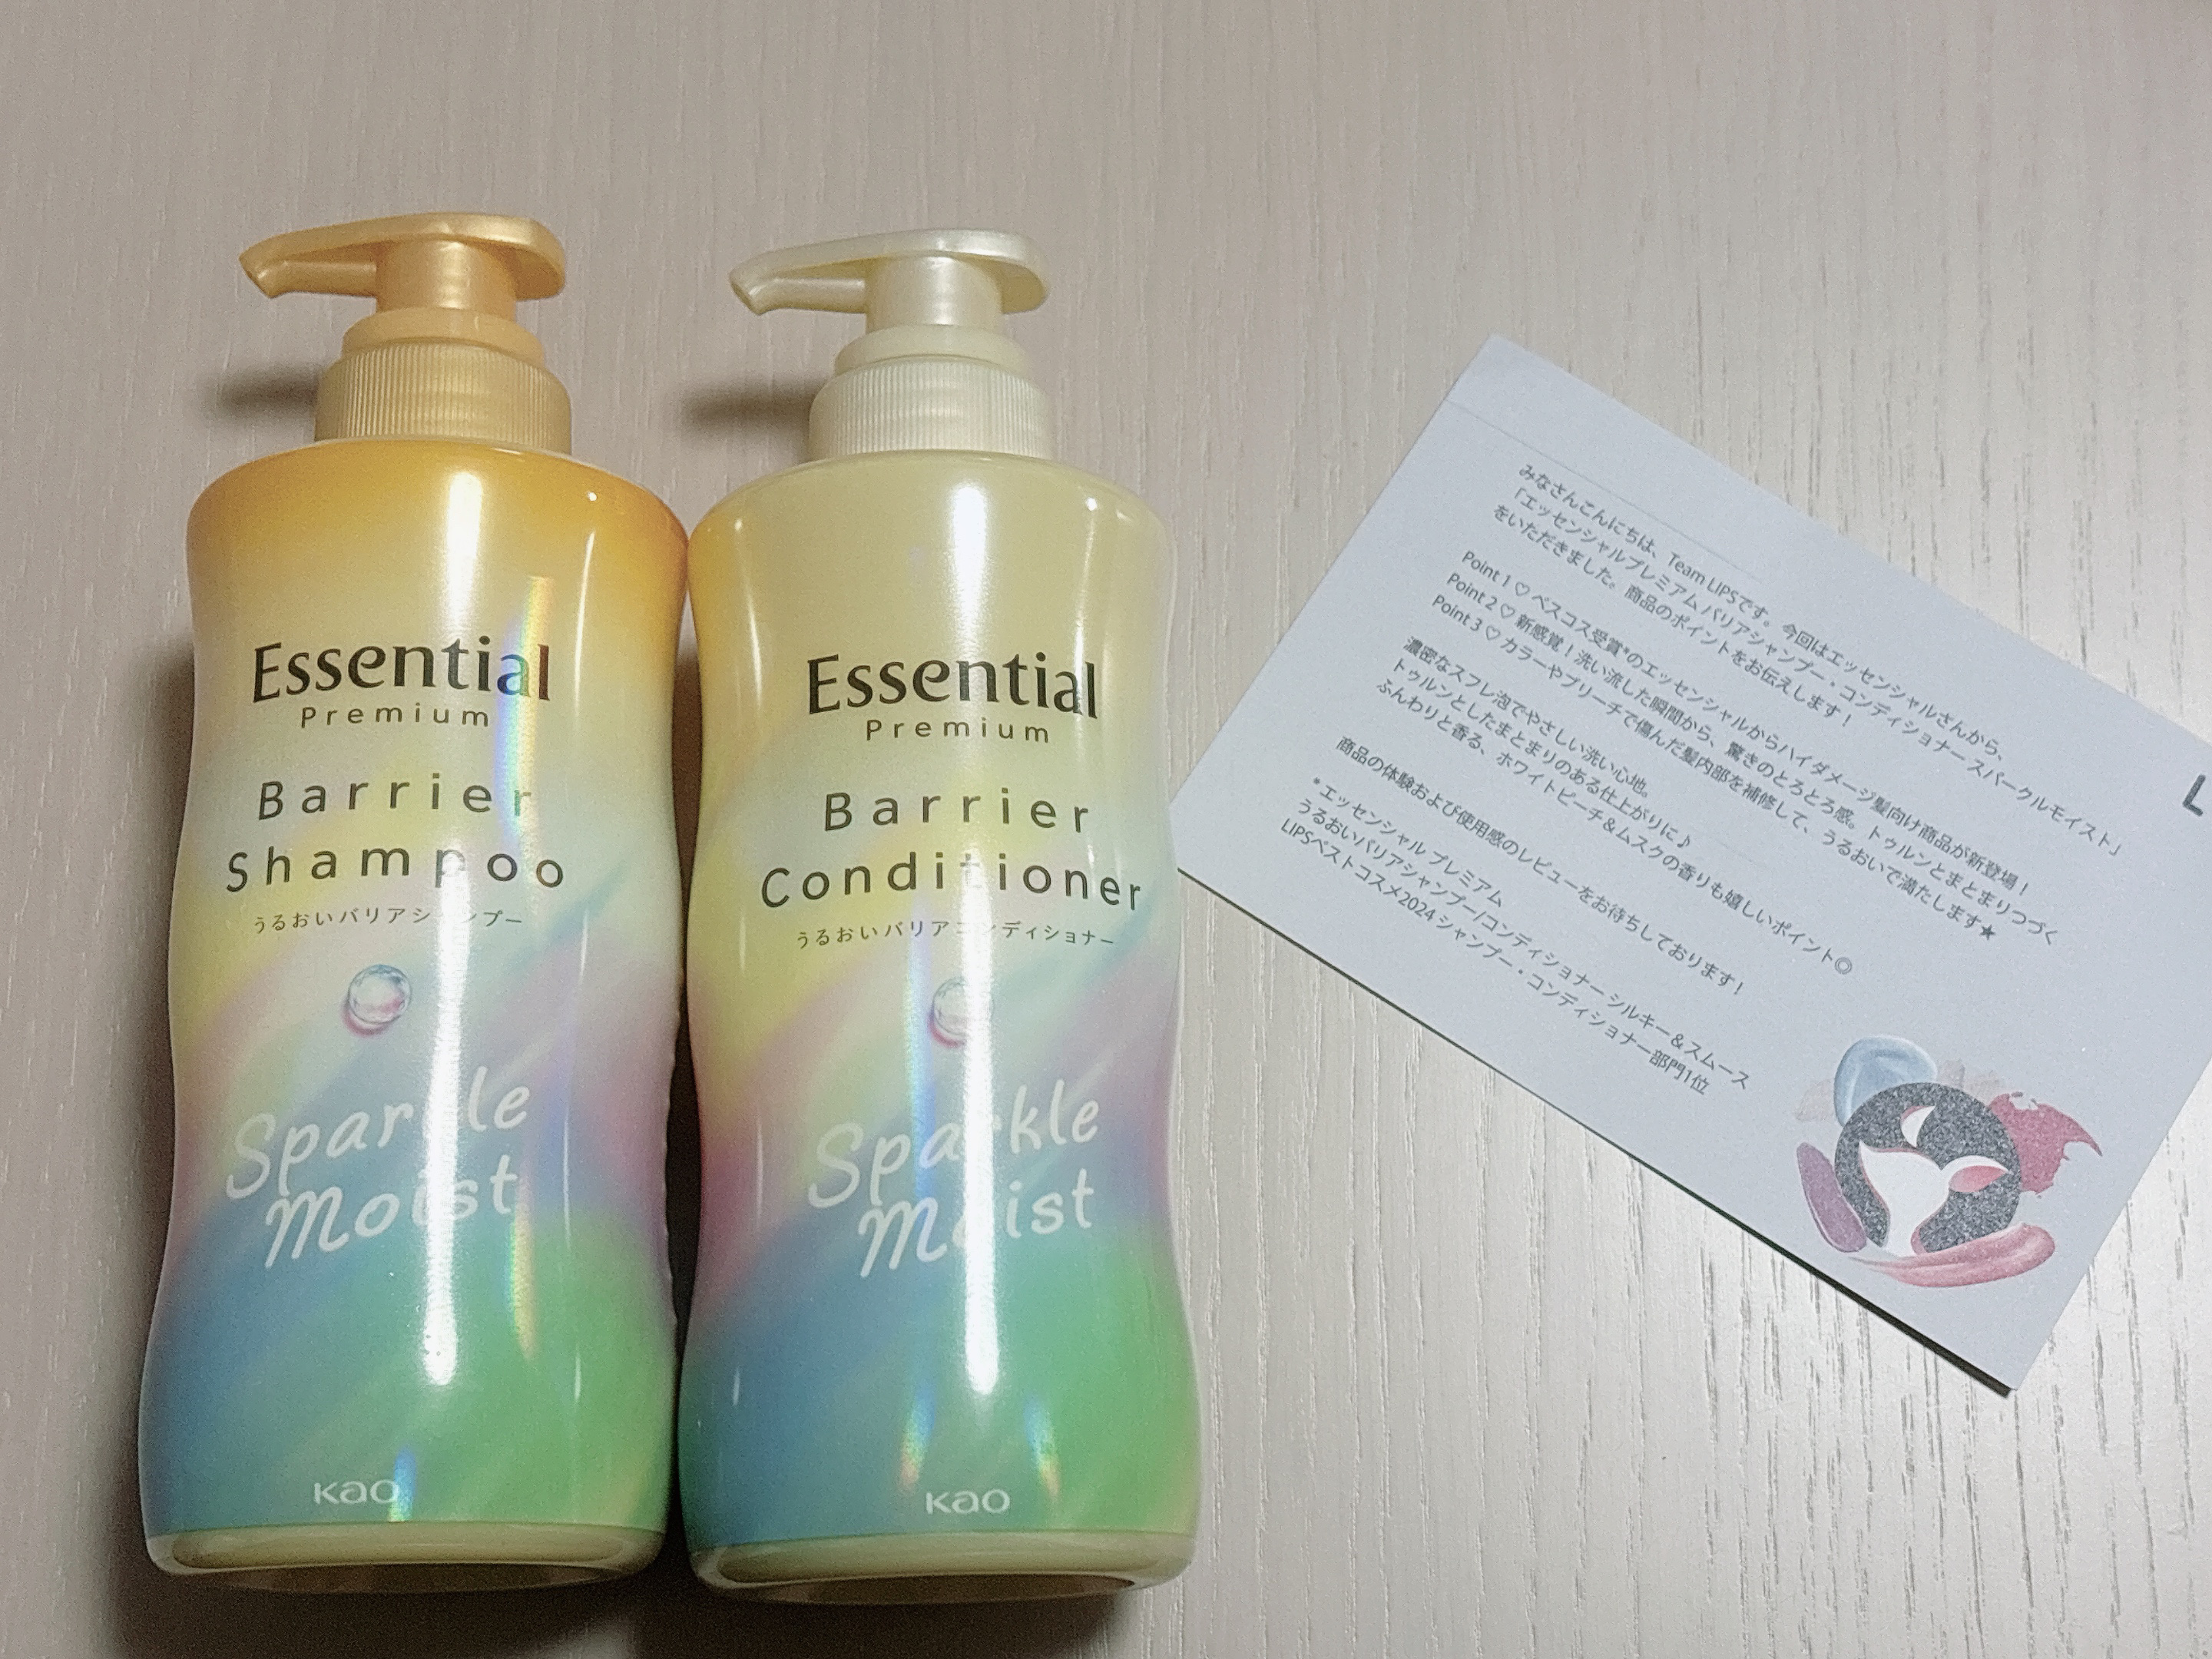 Essential
Premium
Barrier
Shampoo
うるおいバリアシャンプー
Sparkle
Moist
Kao
Essential
Premium
Barrier
Conditioner
うるおいバリアコンディショナー
Sparkle
Moist
Kao
みなさんこんにちは、Team LIPSです。今回はエッセンシャルさんから、
「エッセンシャルプレミアム バリアシャンプー・コンディショナー スパークルモイスト」
をいただきました。商品のポイントをお伝えします！
Point 1 ♡ ベスコス受賞*のエッセンシャルからハイダメージ髪向け商品が新登場！
Point 2 ♡ 新感覚！洗い流した瞬間から、驚きのとろとろ感。トゥルンとまとまりつづく
Point 3 ♡ カラーやブリーチで傷んだ髪内部を補修して、うるおいで満たします★
濃密なスフレ泡でやさしい洗い心地。
トゥルンとしたまとまりのある仕上がりに♪
ふんわりと香る、ホワイトピーチ&ムスクの香りも嬉しいポイント◎
商品の体験および使用感のレビューをお待ちしております！
*エッセンシャル プレミアム
うるおいバリアシャンプー/コンディショナー シルキー&スムース
LIPSベストコスメ2024 シャンプー・コンディショナー部門1位
L